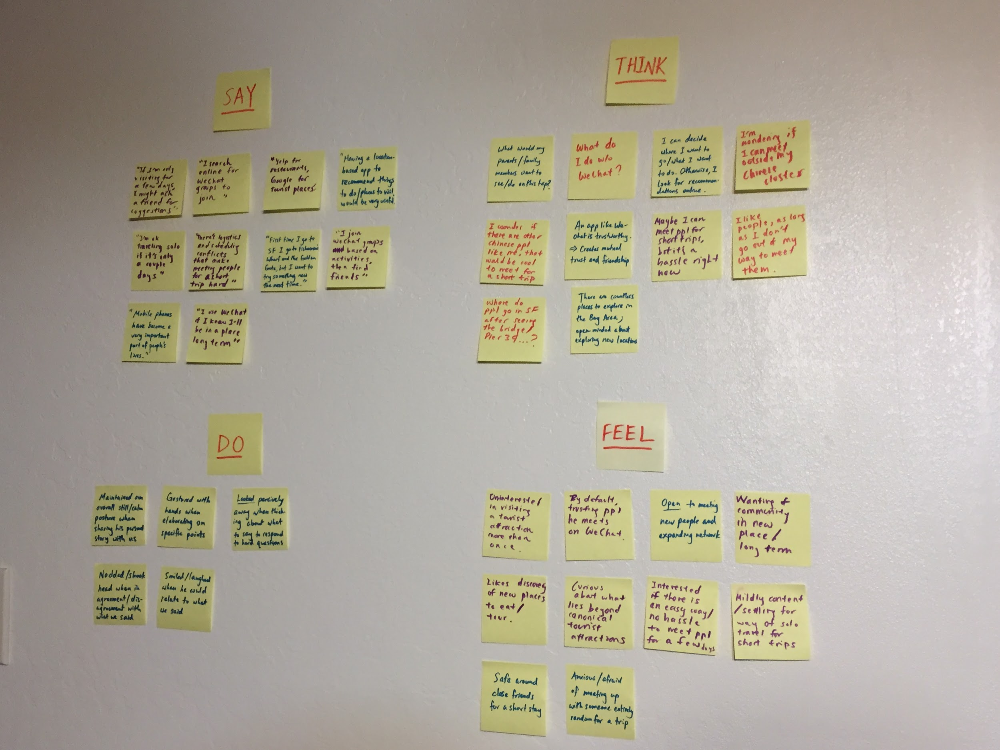 SAY
"If I'm only
visiting for
a few days,
I might ask
a friend for
suggestions".
"I search
online for
WeChat
groups to
join"
"Yelp for
restaurants,
Google for
tourist places."
"Having a location-
based app to
recommend things
to do/places to visit
would be very useful."
"I'm ok
traveling solo
if it's only
a couple
days"
"There's logistics
and scheduling
conflicts
that make
meeting people
for a short
trip hard"
"First time I go to
SF I go to Fisherman's
Wharf and the Golden
Gate, but I want to
try something new
the next time."
"I join
WeChat groups
based on
activities,
then find
friends"
"Mobile phones
have become a
very important
part of people's
lives."
"I use WeChat
if I know I'll
be in a place
long term"
THINK
What would my
parents/family
members want to
see/do on this trip?
What do
I do w/o
WeChat?
I can decide
where I want to
go/what I want
to do. Otherwise, I
look for recommen-
dations online.
I'm
wondering if
I can meet
outside my
Chinese
cluster
I wonder if
there are other
chinese ppl
like me, that
would be cool
to meet for
a short trip
An app like We-
Chat is trustworthy.
⇒ Creates mutual
trust and friendship
Maybe I can
meet ppl for
short trips,
but it's a
hassle right
now
I like
people, as long
as I don't
go out of my
way to meet
them.
Where do
ppl go in SF
after seeing
the bridge/
Pier 39...?
There are countless
places to explore in
the Bay Area;
open-minded about
exploring new locations
DO
Maintained an
overall still/calm
posture when
sharing his personal
story with us
Gestured with
hands when
elaborating on
specific points
Looked pensively
away when think-
ing about what
to say to respond
to hard questions
Nodded/shook
head when in
agreement/dis-
agreement with
what we said
Smiled/laughed
when he could
relate to what
we said
FEEL
Uninterested
in visiting
a tourist
attraction
more than
once.
By default,
trusting ppl
he meets
on WeChat.
Open to meeting
new people and
expanding network
Wanting of
community
in new
place/
long term
Likes discovery
of new places
to eat/
tour.
Curious
about what
lies beyond
canonical
tourist
attractions
Interested
if there is
an easy way/
no hassle
to meet ppl
for a few days
Mildly content
/settling for
way of solo
travel for
short trips
Safe around
close friends
for a short stay
Anxious/afraid
of meeting up
with someone entirely
random for a trip